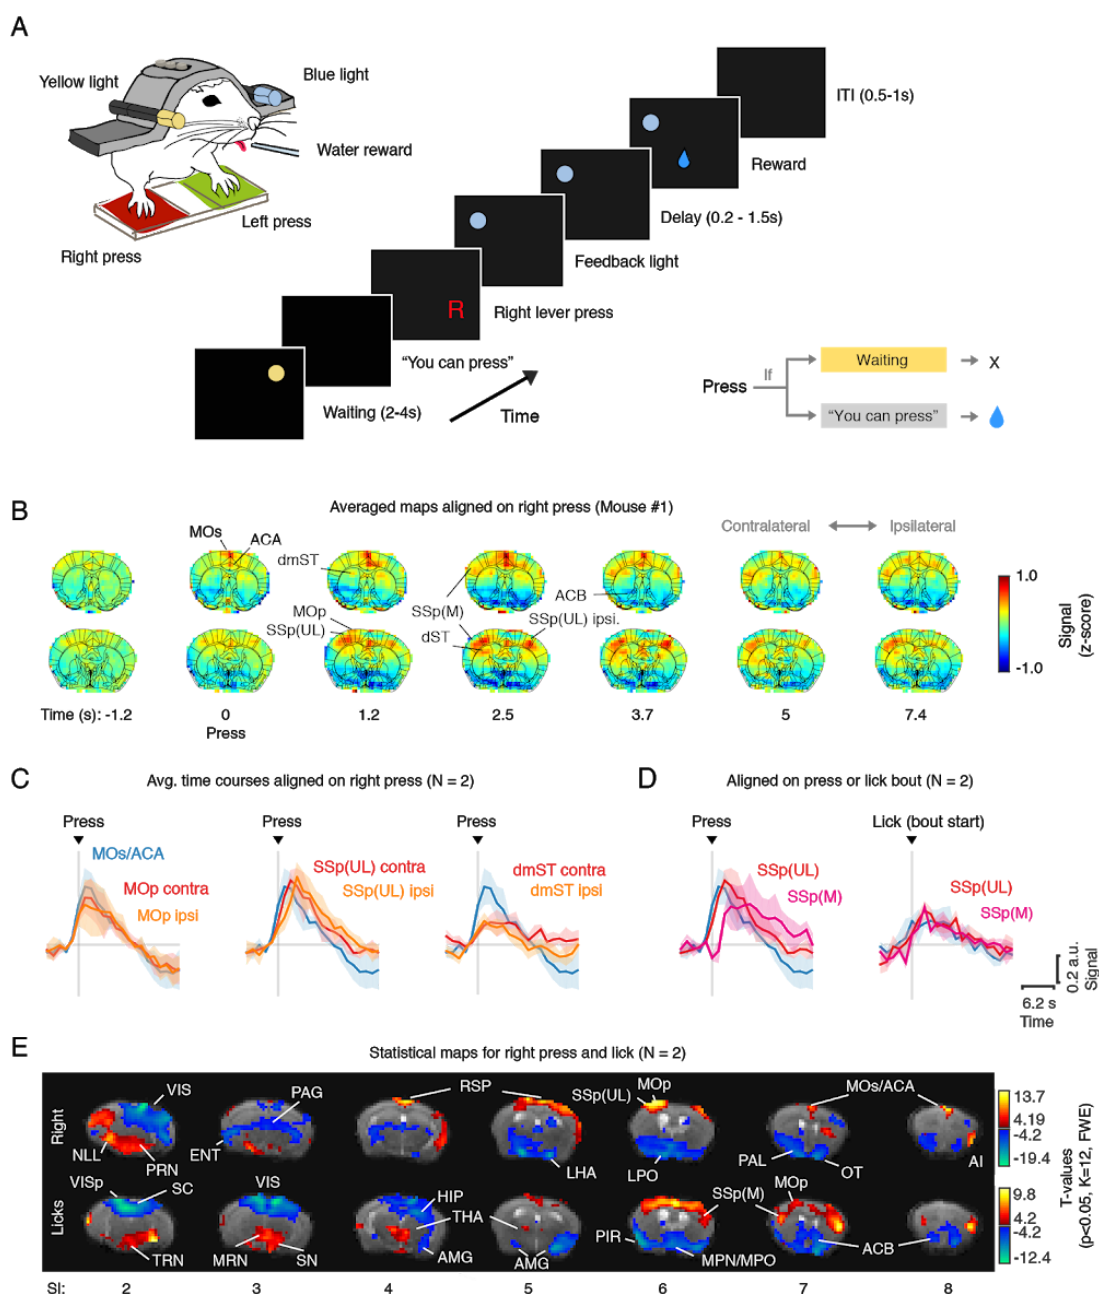 A
Yellow light
Blue light
Water reward
Left press
Right press
ITI (0.5-1s)
Reward
Delay (0.2 - 1.5s)
Feedback light
R
Right lever press
“You can press”
Waiting (2-4s)
Time
Press
If
Waiting
X
“You can press”
B
Averaged maps aligned on right press (Mouse #1)
Contralateral
Ipsilateral
MOs
ACA
dmST
ACB
MOp
SSp(UL)
SSp(M)
dST
SSp(UL) ipsi.
1.0
-1.0
Signal
(z-score)
Time (s): -1.2
0
1.2
2.5
3.7
5
7.4
Press
C
Avg. time courses aligned on right press (N = 2)
Press
MOs/ACA
MOp contra
MOp ipsi
Press
SSp(UL) contra
SSp(UL) ipsi
Press
dmST contra
dmST ipsi
D
Aligned on press or lick bout (N = 2)
Press
SSp(UL)
SSp(M)
Lick (bout start)
SSp(UL)
SSp(M)
0.2 a.u.
Signal
6.2 s
Time
E
Statistical maps for right press and lick (N = 2)
Right
VIS
NLL
PRN
PAG
ENT
RSP
LHA
SSp(UL)
MOp
LPO
MOs/ACA
PAL
OT
AI
13.7
4.19
-4.2
-19.4
Licks
VISp
SC
TRN
VIS
MRN
SN
HIP
THA
AMG
AMG
PIR
SSp(M)
MPN/MPO
MOp
ACB
9.8
4.2
-4.2
-12.4
T-values
(p<0.05, K=12, FWE)
SI:
2
3
4
5
6
7
8